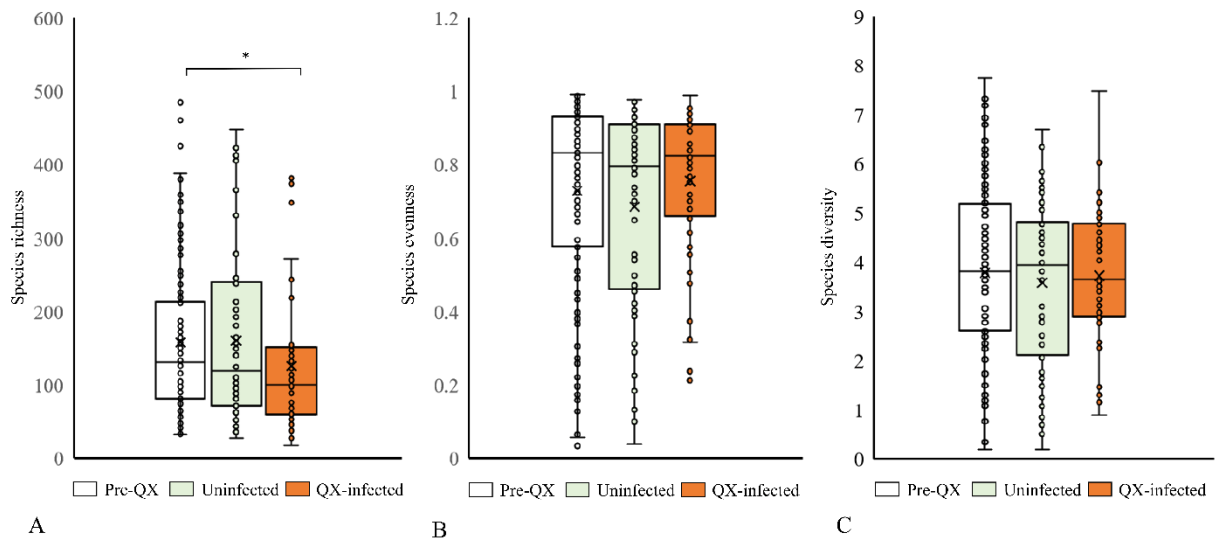 600
500
400
300
200
100
0
Species richness
*
Pre-QX Uninfected QX-infected
A
1.2
1
0.8
0.6
0.4
0.2
0
Species evenness
Pre-QX Uninfected QX-infected
B
9
8
7
6
5
4
3
2
1
0
Species diversity
Pre-QX Uninfected QX-infected
C